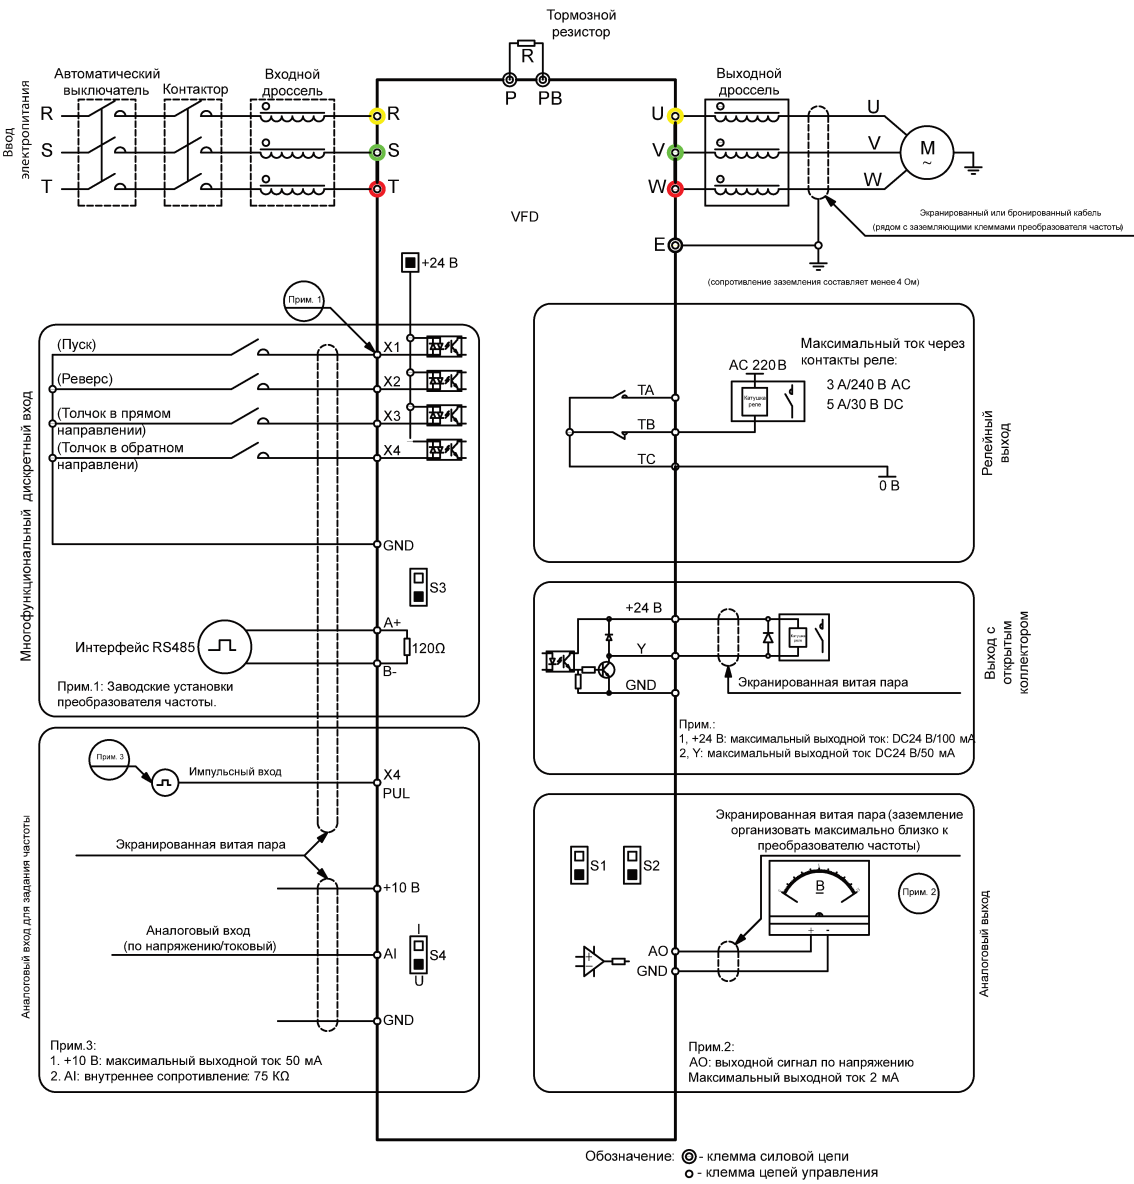 Тормозной
резистор
R
P
PB
Автоматический
выключатель
Контактор
Входной
дроссель
Выходной
дроссель
Ввод
электропитания
R
S
T
R
S
T
U
V
W
U
V
W
M
~
VFD
E
Экранированный или бронированный кабель
(рядом с заземляющими клеммами преобразователя частоты)
(сопротивление заземления составляет менее 4 Ом)
+24 В
Прим. 1
Многофункциональный дискретный вход
(Пуск)
X1
(Реверс)
X2
(Толчок в прямом
направлении)
X3
(Толчок в обратном
направлени)
X4
GND
S3
A+
Интерфейс RS485
120Ω
B-
Прим.1: Заводские установки
преобразователя частоты.
Аналоговый вход для задания частоты
Прим. 3
Импульсный вход
X4
PUL
Экранированная витая пара
+10 В
Аналоговый вход
(по напряжению/токовый)
AI
I
S4
U
GND
Прим.3:
1. +10 В: максимальный выходной ток: 50 мА
2. AI: внутреннее сопротивление: 75 KΩ
Релейный
выход
Максимальный ток через
контакты реле:
3 А/240 В AC
5 А/30 В DC
AC 220 В
Катушка
реле
TA
TB
TC
0 В
Выход с
открытым
коллектором
+24 В
Y
GND
Катушка
реле
Экранированная витая пара
Прим.:
1, +24 В: максимальный выходной ток: DC24 В/100 мА
2, Y: максимальный выходной ток: DC24 В/50 мА
Аналоговый выход
Экранированная витая пара (заземление
организовать максимально близко к
преобразователю частоты)
S1
S2
В
Прим. 2
+
-
AO
GND
Прим.2:
AO: выходной сигнал по напряжению
Максимальный выходной ток: 2 мА
Обозначение:
- клемма силовой цепи
- клемма цепей управления